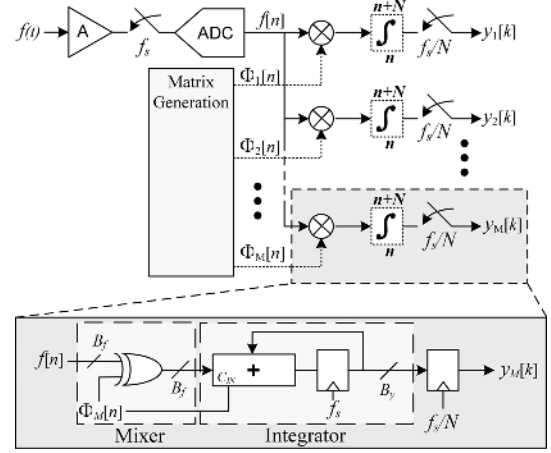 f(t) A f_s ADC f[n] n+N ∫ n f_s/N y_1[k]
Matrix Generation
Φ_1[n]
n+N ∫ n f_s/N y_2[k]
Φ_2[n]
n+N ∫ n f_s/N y_M[k]
Φ_M[n]
f[n] B_f B_f C_IN + f_s B_y f_s/N y_M[k]
Φ_M[n]
Mixer Integrator